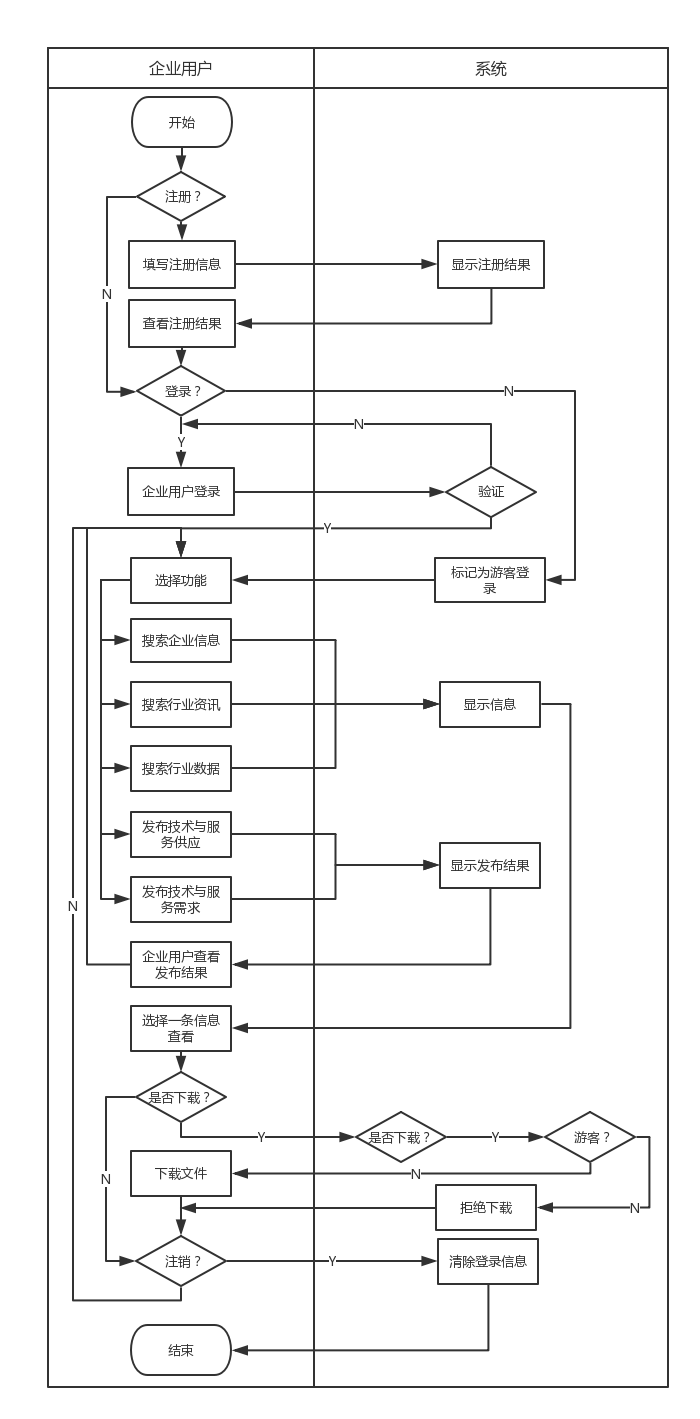 企业用户
系统
开始
注册？
填写注册信息
显示注册结果
N
查看注册结果
登录？
N
N
Y
企业用户登录
验证
Y
选择功能
标记为游客登
录
搜索企业信息
搜索行业资讯
显示信息
搜索行业数据
发布技术与服
务供应
显示发布结果
发布技术与服
务需求
N
企业用户查看
发布结果
选择一条信息
查看
是否下载？
Y
是否下载？
Y
游客？
下载文件
N
N
拒绝下载
N
注销？
Y
清除登录信息
结束